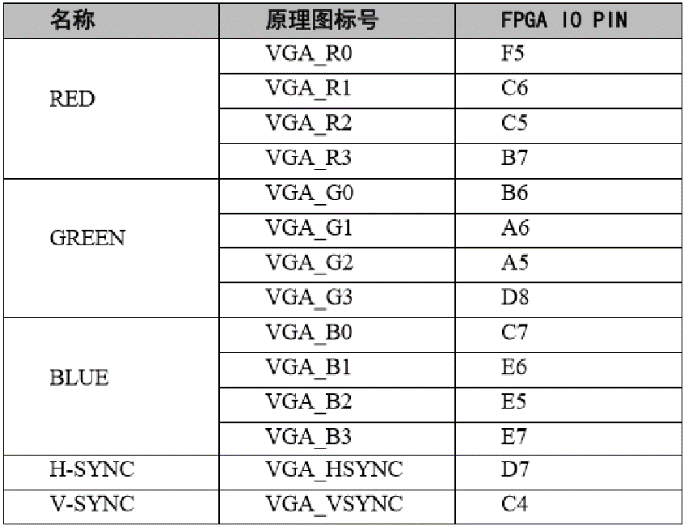 名称 原理图标号 FPGA IO PIN
RED
VGA_R0 F5
VGA_R1 C6
VGA_R2 C5
VGA_R3 B7
GREEN
VGA_G0 B6
VGA_G1 A6
VGA_G2 A5
VGA_G3 D8
BLUE
VGA_B0 C7
VGA_B1 E6
VGA_B2 E5
VGA_B3 E7
H-SYNC VGA_HSYNC D7
V-SYNC VGA_VSYNC C4